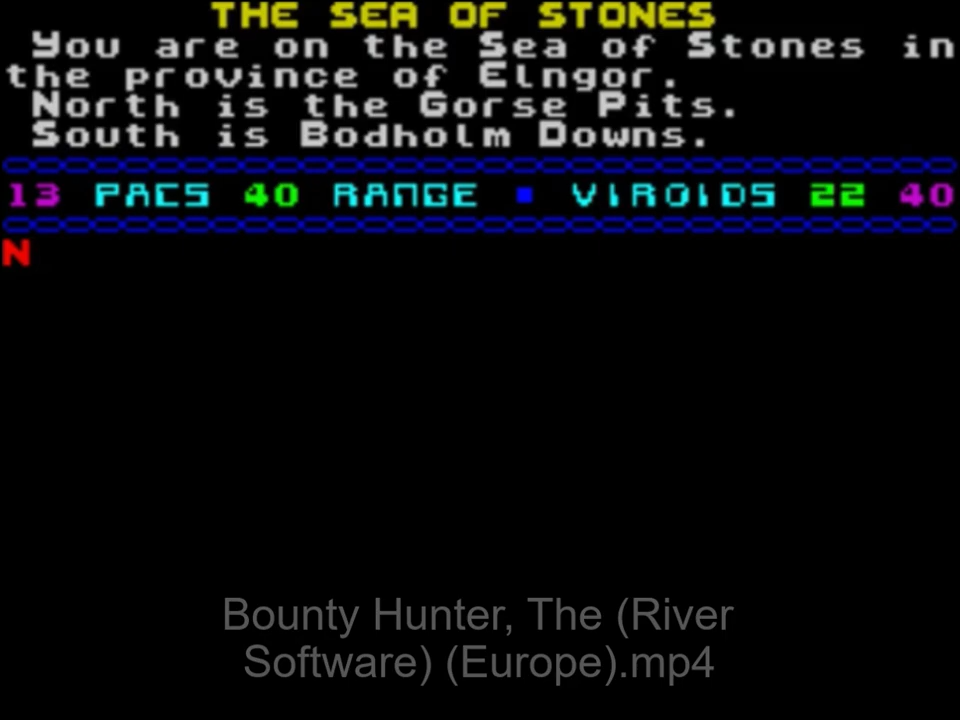 THE SEA OF STONES
You are on the Sea of Stones in
the province of Elngor.
North is the Gorse Pits.
South is Bodholm Downs.
13 PACS 40 RANGE VIROIDS 22 40
N
Bounty Hunter, The (River
Software) (Europe).mp4